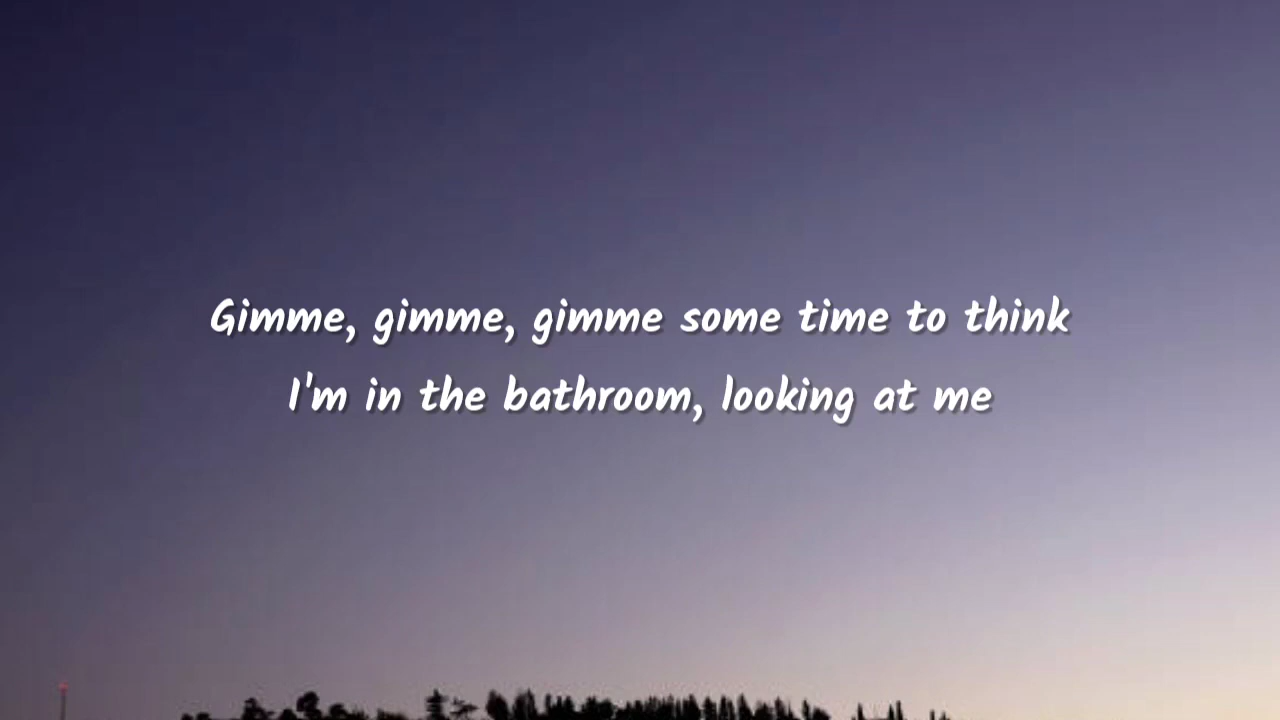 Gimme, gimme, gimme some time to think
I'm in the bathroom, looking at me